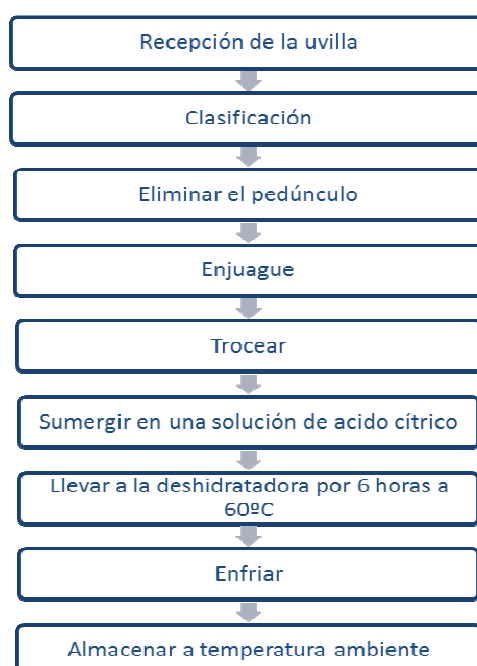 Recepción de la uvilla
Clasificación
Eliminar el pedúnculo
Enjuague
Trocear
Sumergir en una solución de acido cítrico
Llevar a la deshidratadora por 6 horas a
60ºC
Enfriar
Almacenar a temperatura ambiente